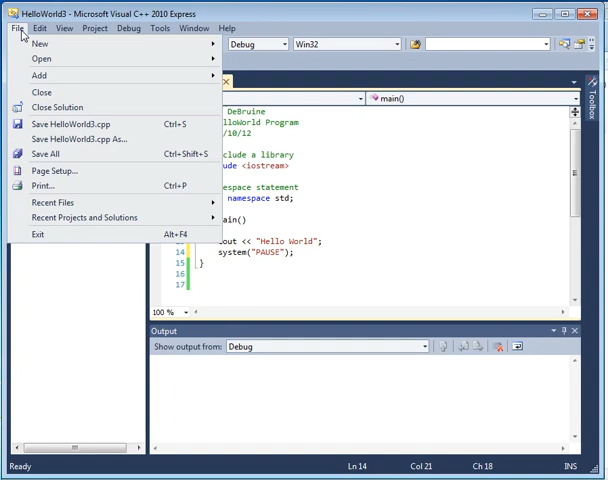 HelloWorld3 - Microsoft Visual C++ 2010 Express
File Edit View Project Debug Tools Window Help
New
Open
Add
Close
Close Solution
Save HelloWorld3.cpp Ctrl+S
Save HelloWorld3.cpp As...
Save All Ctrl+Shift+S
Page Setup...
Print... Ctrl+P
Recent Files
Recent Projects and Solutions
Exit Alt+F4
Debug Win32
Toolbox
main()
DeBruine
elloWorld Program
/10/12
clude a library
ude <iostream>
espace statement
namespace std;
ain()
cout << "Hello World";
14 system("PAUSE");
15 }
16
17
100 %
Output
Show output from: Debug
Ready Ln 14 Col 21 Ch 18 INS